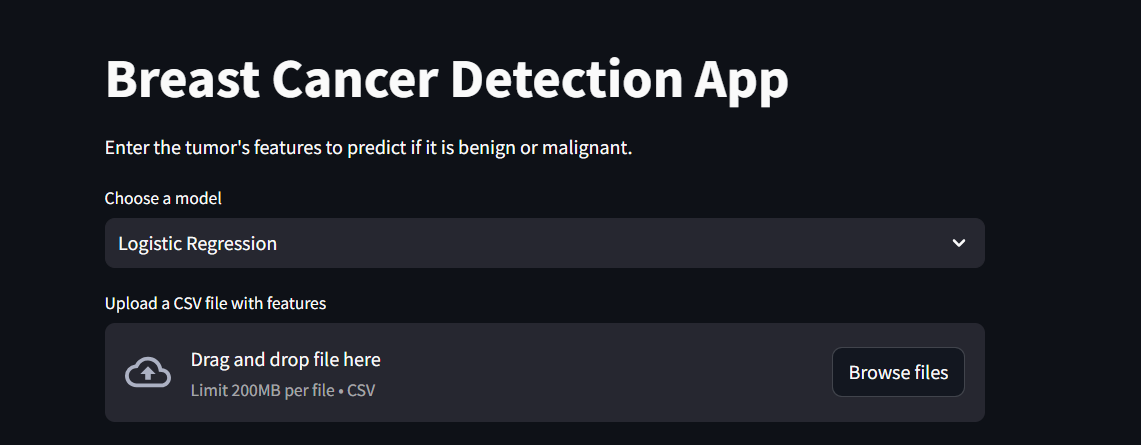 Breast Cancer Detection App
Enter the tumor's features to predict if it is benign or malignant.
Choose a model
Logistic Regression
Upload a CSV file with features
Drag and drop file here
Limit 200MB per file • CSV
Browse files